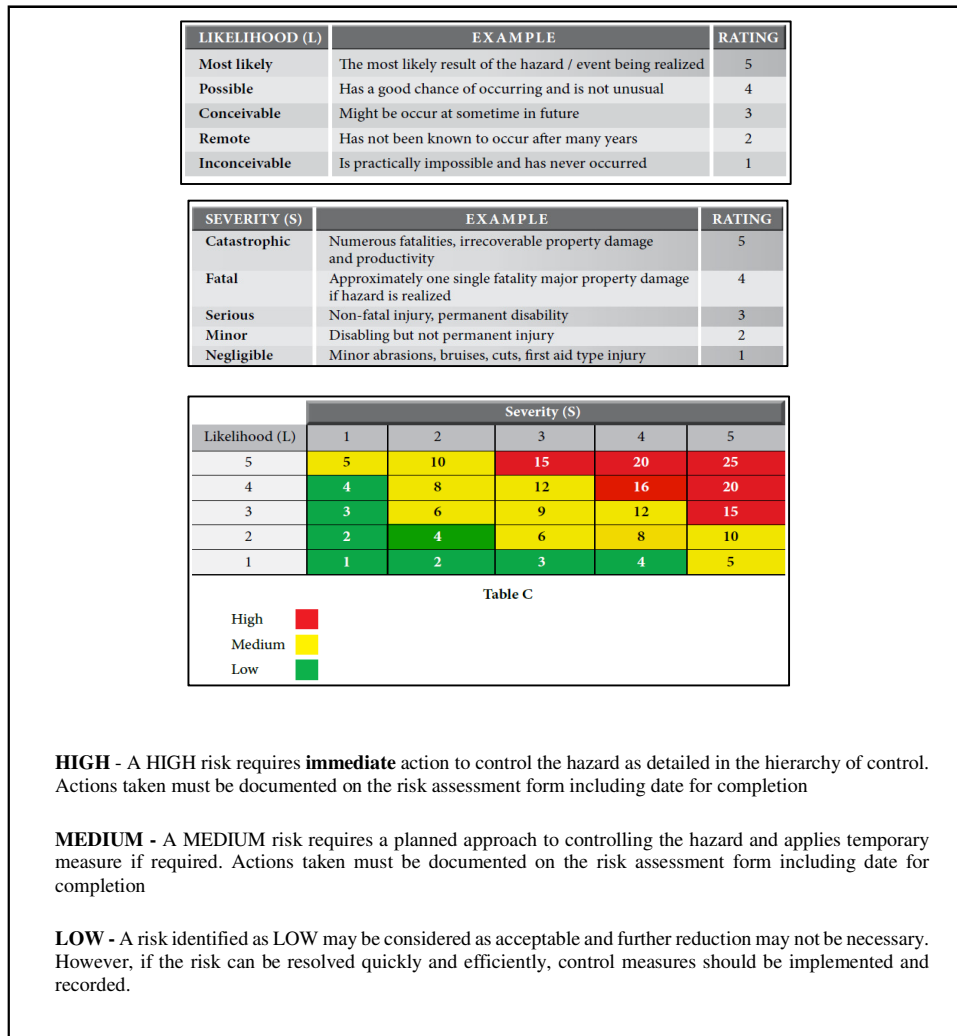 LIKELIHOOD (L) EXAMPLE RATING
Most likely The most likely result of the hazard / event being realized 5
Possible Has a good chance of occurring and is not unusual 4
Conceivable Might be occur at sometime in future 3
Remote Has not been known to occur after many years 2
Inconceivable Is practically impossible and has never occurred 1
SEVERITY (S) EXAMPLE RATING
Catastrophic Numerous fatalities, irrecoverable property damage 5
and productivity
Fatal Approximately one single fatality major property damage 4
if hazard is realized
Serious Non-fatal injury, permanent disability 3
Minor Disabling but not permanent injury 2
Negligible Minor abrasions, bruises, cuts, first aid type injury 1
Severity (S)
Likelihood (L) 1 2 3 4 5
5 5 10 15 20 25
4 4 8 12 16 20
3 3 6 9 12 15
2 2 4 6 8 10
1 1 2 3 4 5
Table C
High
Medium
Low
HIGH - A HIGH risk requires immediate action to control the hazard as detailed in the hierarchy of control.
Actions taken must be documented on the risk assessment form including date for completion
MEDIUM - A MEDIUM risk requires a planned approach to controlling the hazard and applies temporary
measure if required. Actions taken must be documented on the risk assessment form including date for
completion
LOW - A risk identified as LOW may be considered as acceptable and further reduction may not be necessary.
However, if the risk can be resolved quickly and efficiently, control measures should be implemented and
recorded.